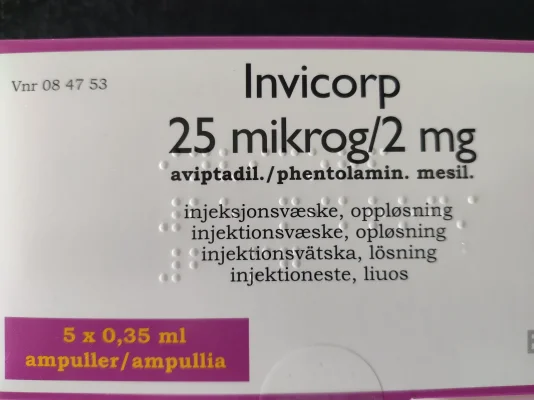 Vnr 08 47 53
Invicorp
25 mikrog/2 mg
aviptadil./phentolamin. mesil.
injeksjonsvæske, oppløsning
injektionsvæske, opløsning
injektionsvätska, lösning
injektioneste, liuos
5 x 0,35 ml
ampuller/ampullia